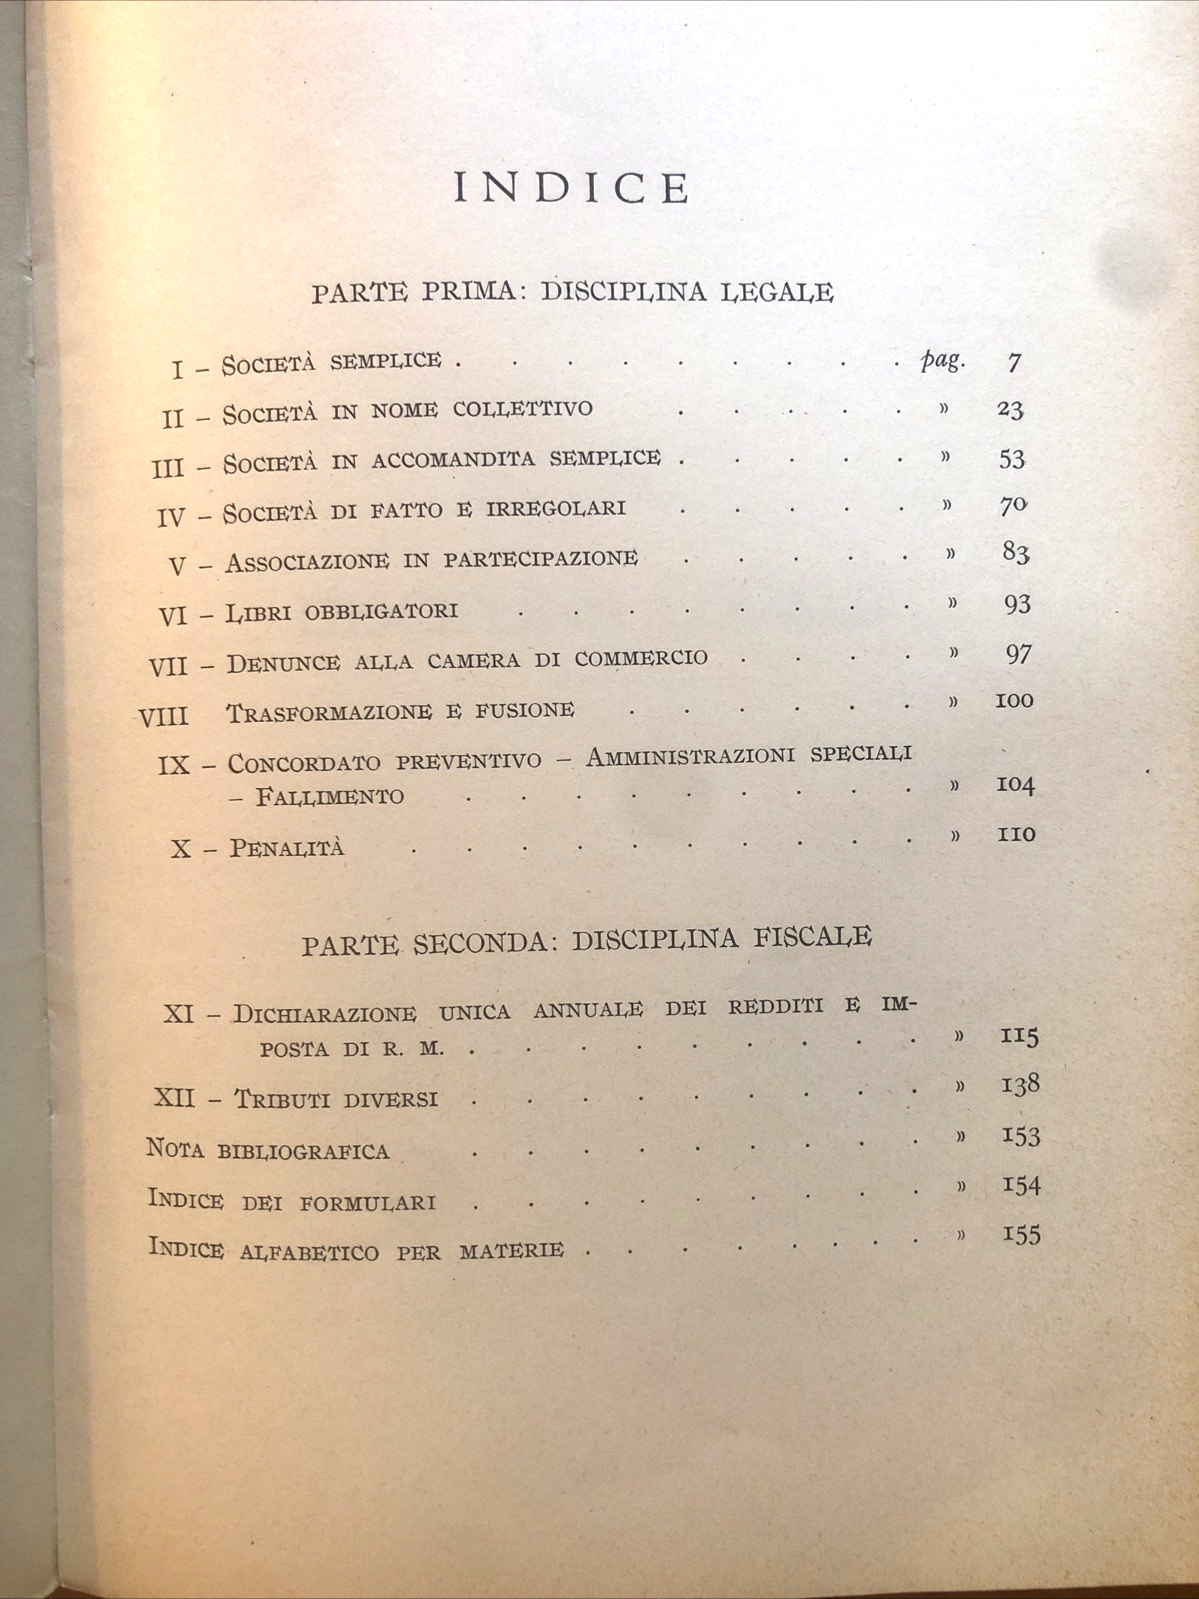 INDICE
PARTE PRIMA: DISCIPLINA LEGALE
I – Società semplice . . . . . . . . pag. 7
II – Società in nome collettivo . . . . . » 23
III – Società in accomandita semplice . . . . . » 53
IV – Società di fatto e irregolari . . . . . » 70
V – Associazione in partecipazione . . . . . » 83
VI – Libri obbligatori . . . . . . . . » 93
VII – Denunce alla camera di commercio . . . . » 97
VIII Trasformazione e fusione . . . . . . » 100
IX – Concordato preventivo – Amministrazioni speciali
– Fallimento . . . . . . . . . » 104
X – Penalità . . . . . . . . . . » 110
PARTE SECONDA: DISCIPLINA FISCALE
XI – Dichiarazione unica annuale dei redditi e im-
posta di R. M. . . . . . . . . . » 115
XII – Tributi diversi . . . . . . . . . » 138
Nota bibliografica . . . . . . . . . » 153
Indice dei formulari . . . . . . . . . » 154
Indice alfabetico per materie . . . . . . . » 155